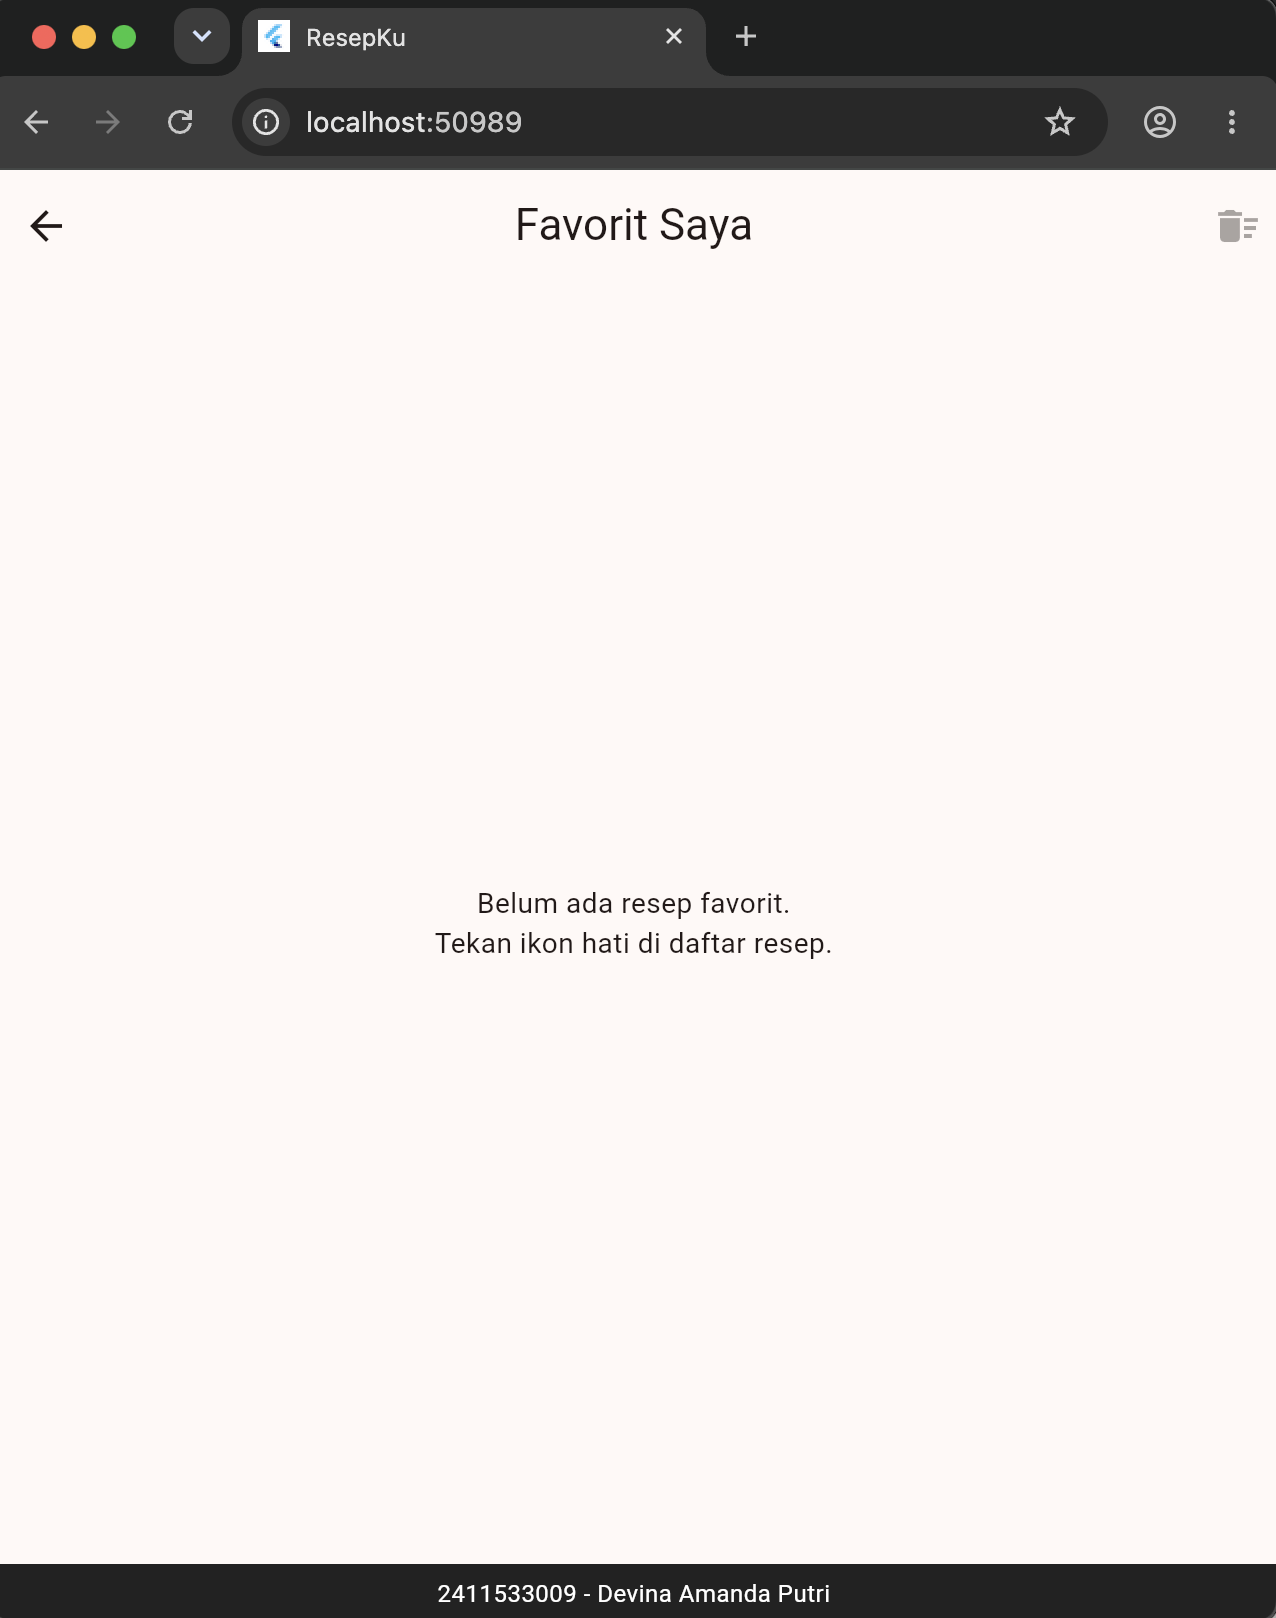 ResepKu
localhost:50989
Favorit Saya
Belum ada resep favorit.
Tekan ikon hati di daftar resep.
2411533009 - Devina Amanda Putri